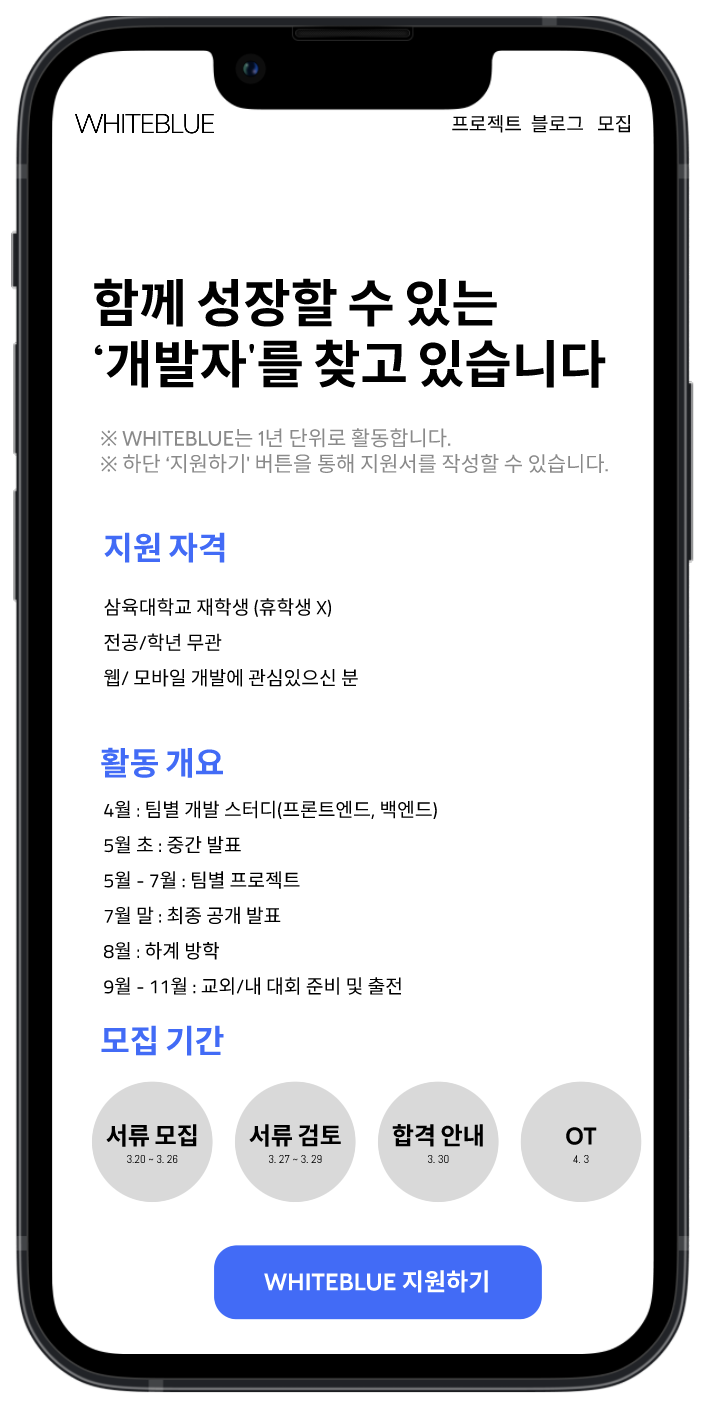 WHITEBLUE
프로젝트 블로그 모집
함께 성장할 수 있는
‘개발자'를 찾고 있습니다
※ WHITEBLUE는 1년 단위로 활동합니다.
※ 하단 ‘지원하기' 버튼을 통해 지원서를 작성할 수 있습니다.
지원 자격
삼육대학교 재학생 (휴학생 X)
전공/학년 무관
웹/ 모바일 개발에 관심있으신 분
활동 개요
4월 : 팀별 개발 스터디(프론트엔드, 백엔드)
5월 초 : 중간 발표
5월 - 7월 : 팀별 프로젝트
7월 말 : 최종 공개 발표
8월 : 하계 방학
9월 - 11월 : 교외/내 대회 준비 및 출전
모집 기간
서류 모집
3.20 ~ 3. 26
서류 검토
3. 27 ~ 3. 29
합격 안내
3. 30
OT
4. 3
WHITEBLUE 지원하기